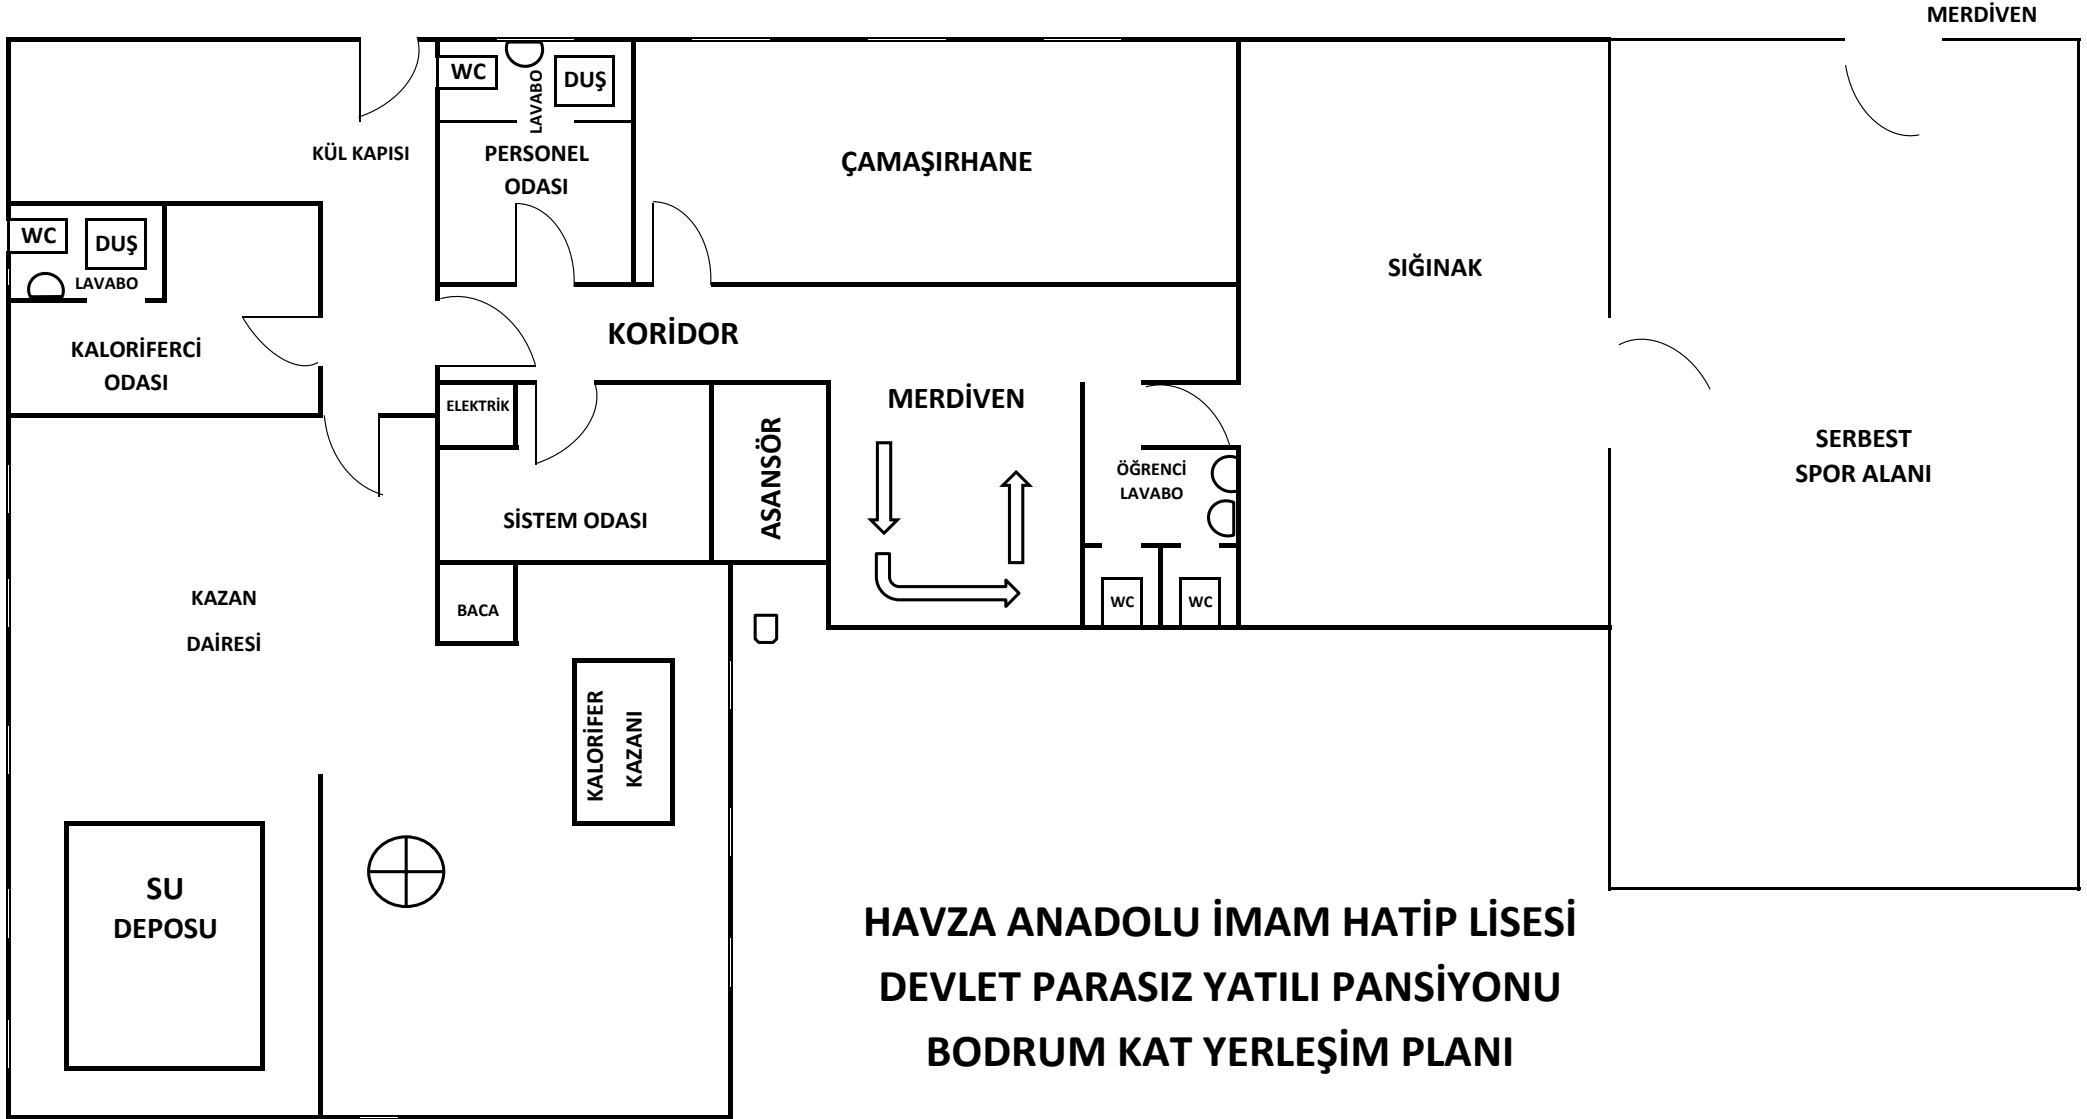 MERDİVEN
WC
LAVABO
DUŞ
KÜL KAPISI
PERSONEL
ODASI
ÇAMAŞIRHANE
WC
DUŞ
LAVABO
SIĞINAK
KORİDOR
KALORİFERCİ
ODASI
ELEKTRİK
MERDİVEN
ASANSÖR
SERBEST
SPOR ALANI
ÖĞRENCİ
LAVABO
SİSTEM ODASI
KAZAN
DAİRESİ
BACA
WC
WC
KALORİFER
KAZANI
SU
DEPOSU
HAVZA ANADOLU İMAM HATİP LİSESİ
DEVLET PARASIZ YATILI PANSİYONU
BODRUM KAT YERLEŞİM PLANI